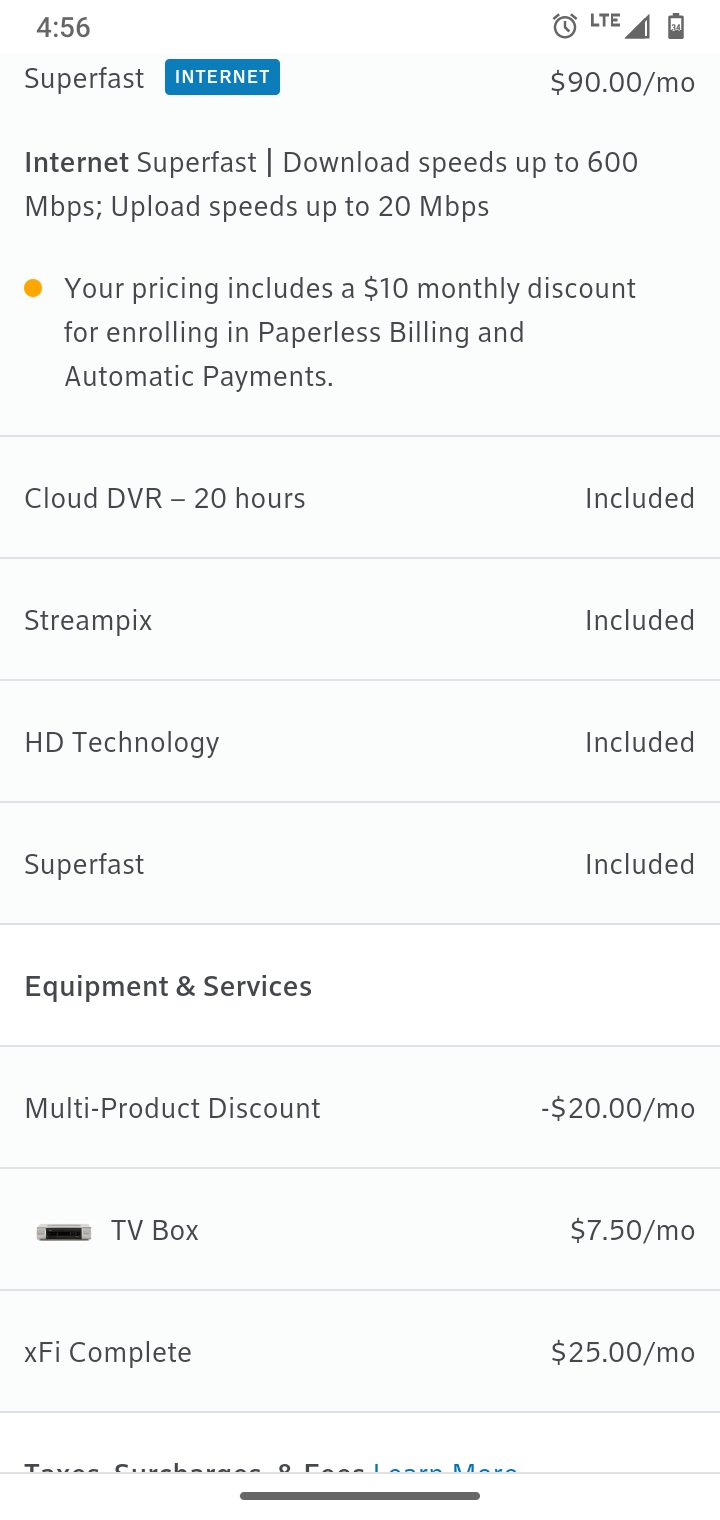 4:56 LTE 34
Superfast INTERNET $90.00/mo
Internet Superfast | Download speeds up to 600
Mbps; Upload speeds up to 20 Mbps
Your pricing includes a $10 monthly discount
for enrolling in Paperless Billing and
Automatic Payments.
Cloud DVR – 20 hours Included
Streampix Included
HD Technology Included
Superfast Included
Equipment & Services
Multi-Product Discount -$20.00/mo
TV Box $7.50/mo
xFi Complete $25.00/mo
Taxes, Surcharges, & Fees Learn More